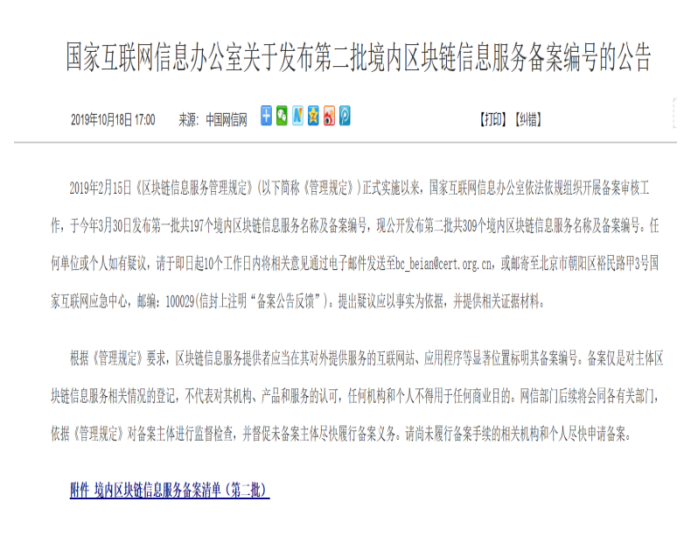 国家互联网信息办公室关于发布第二批境内区块链信息服务备案编号的公告
2019年10月18日 17:00 来源: 中国网信网 【打印】【纠错】
2019年2月15日《区块链信息服务管理规定》(以下简称《管理规定》)正式实施以来，国家互联网信息办公室依法依规组织开展备案审核工
作，于今年3月30日发布第一批共197个境内区块链信息服务名称及备案编号，现公开发布第二批共309个境内区块链信息服务名称及备案编号。任
何单位或个人如有疑议，请于即日起10个工作日内将相关意见通过电子邮件发送至bc_beian@cert.org.cn，或邮寄至北京市朝阳区裕民路甲3号国
家互联网应急中心，邮编：100029(信封上注明“备案公告反馈”)。提出疑议应以事实为依据，并提供相关证据材料。
根据《管理规定》要求，区块链信息服务提供者应当在其对外提供服务的互联网站、应用程序等显著位置标明其备案编号。备案仅是对主体区
块链信息服务相关情况的登记，不代表对其机构、产品和服务的认可，任何机构和个人不得用于任何商业目的。网信部门后续将会同各有关部门，
依据《管理规定》对备案主体进行监督检查，并督促未备案主体尽快履行备案义务。请尚未履行备案手续的相关机构和个人尽快申请备案。
附件 境内区块链信息服务备案清单（第二批）